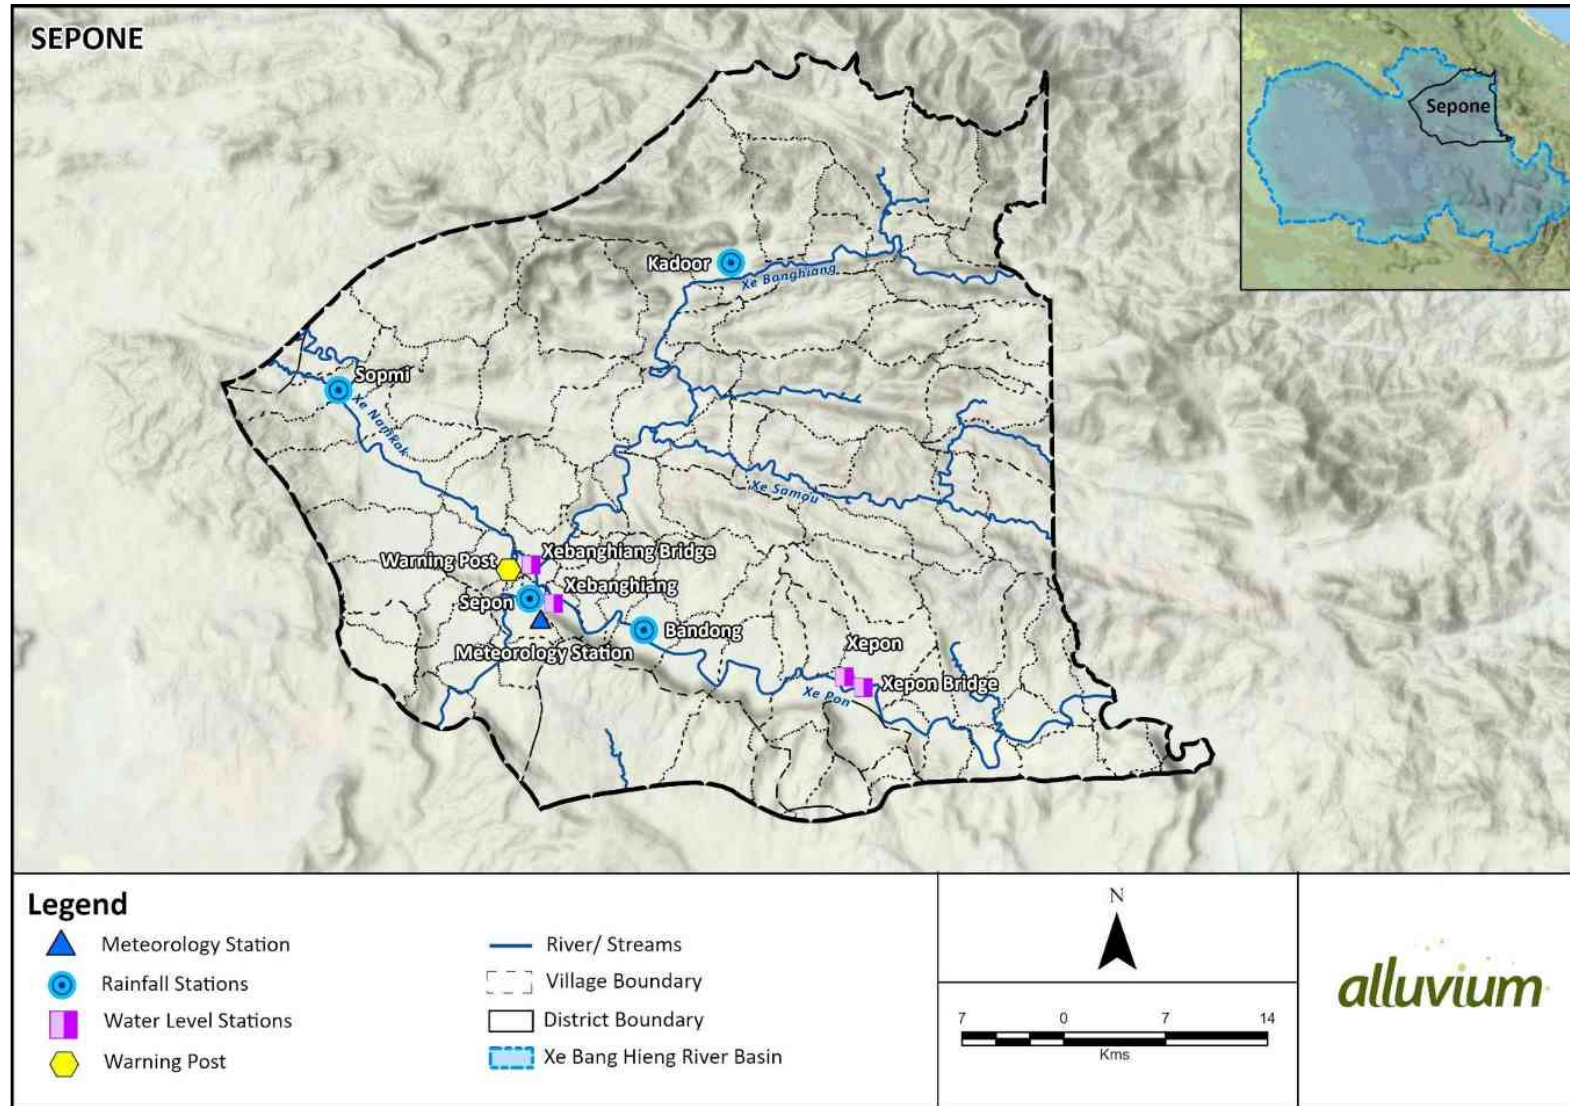 SEPONE
Sepone
Kadoor
Xe Banghiang
Sopmi
Xe Namkok
Xe Samou
Warning Post
Xebanghiang Bridge
Xebanghiang
Sepon
Bandong
Meteorology Station
Xepon
Xepon Bridge
Xe Pon
Legend
Meteorology Station
Rainfall Stations
Water Level Stations
Warning Post
River/ Streams
Village Boundary
District Boundary
Xe Bang Hieng River Basin
N
7 0 7 14
Kms
alluvium